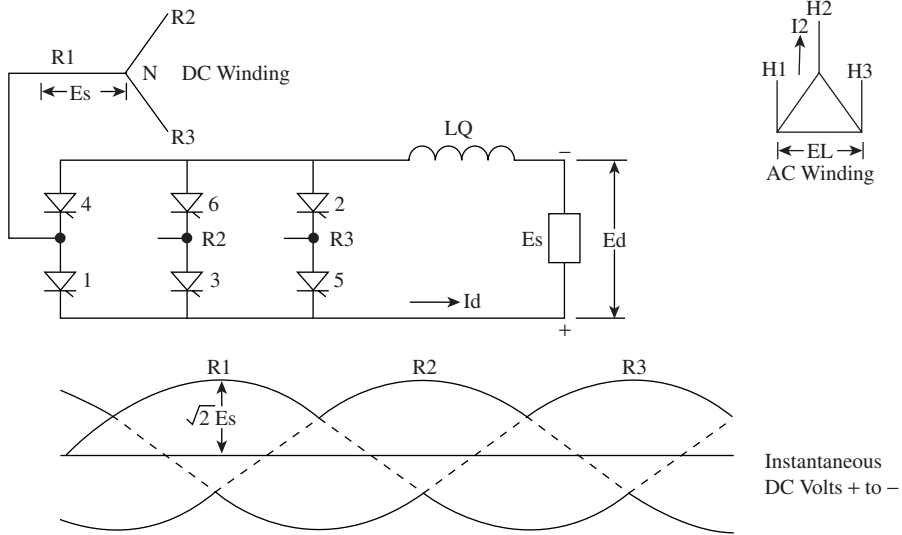 R2
R1
N DC Winding
Es
R3
H2
I2
H1 H3
EL
AC Winding
LQ
4 6 2
−
R2 R3
Es Ed
1 3 5
Id
+
R1 R2 R3
√2 Es
Instantaneous
DC Volts + to −